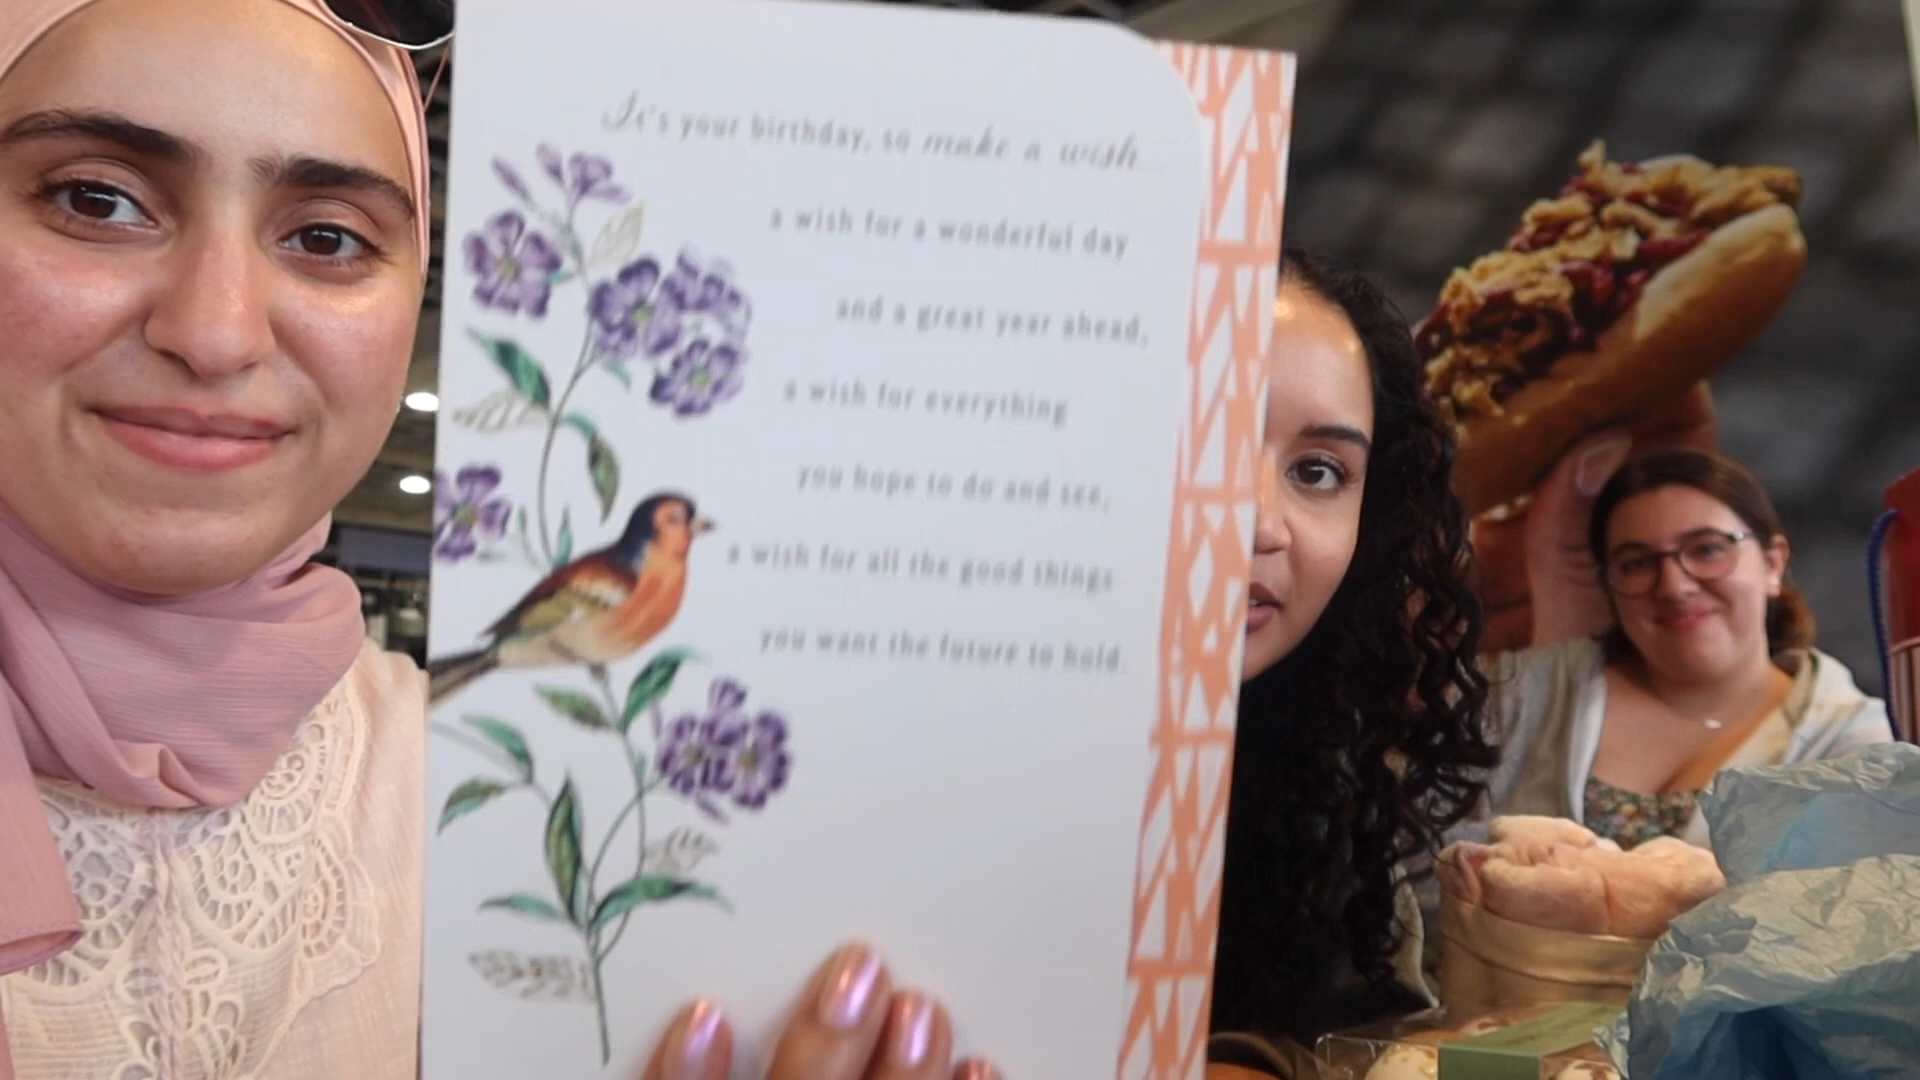 It's your birthday, so make a wish...
a wish for a wonderful day
and a great year ahead,
a wish for everything
you hope to do and see,
a wish for all the good things
you want the future to hold.